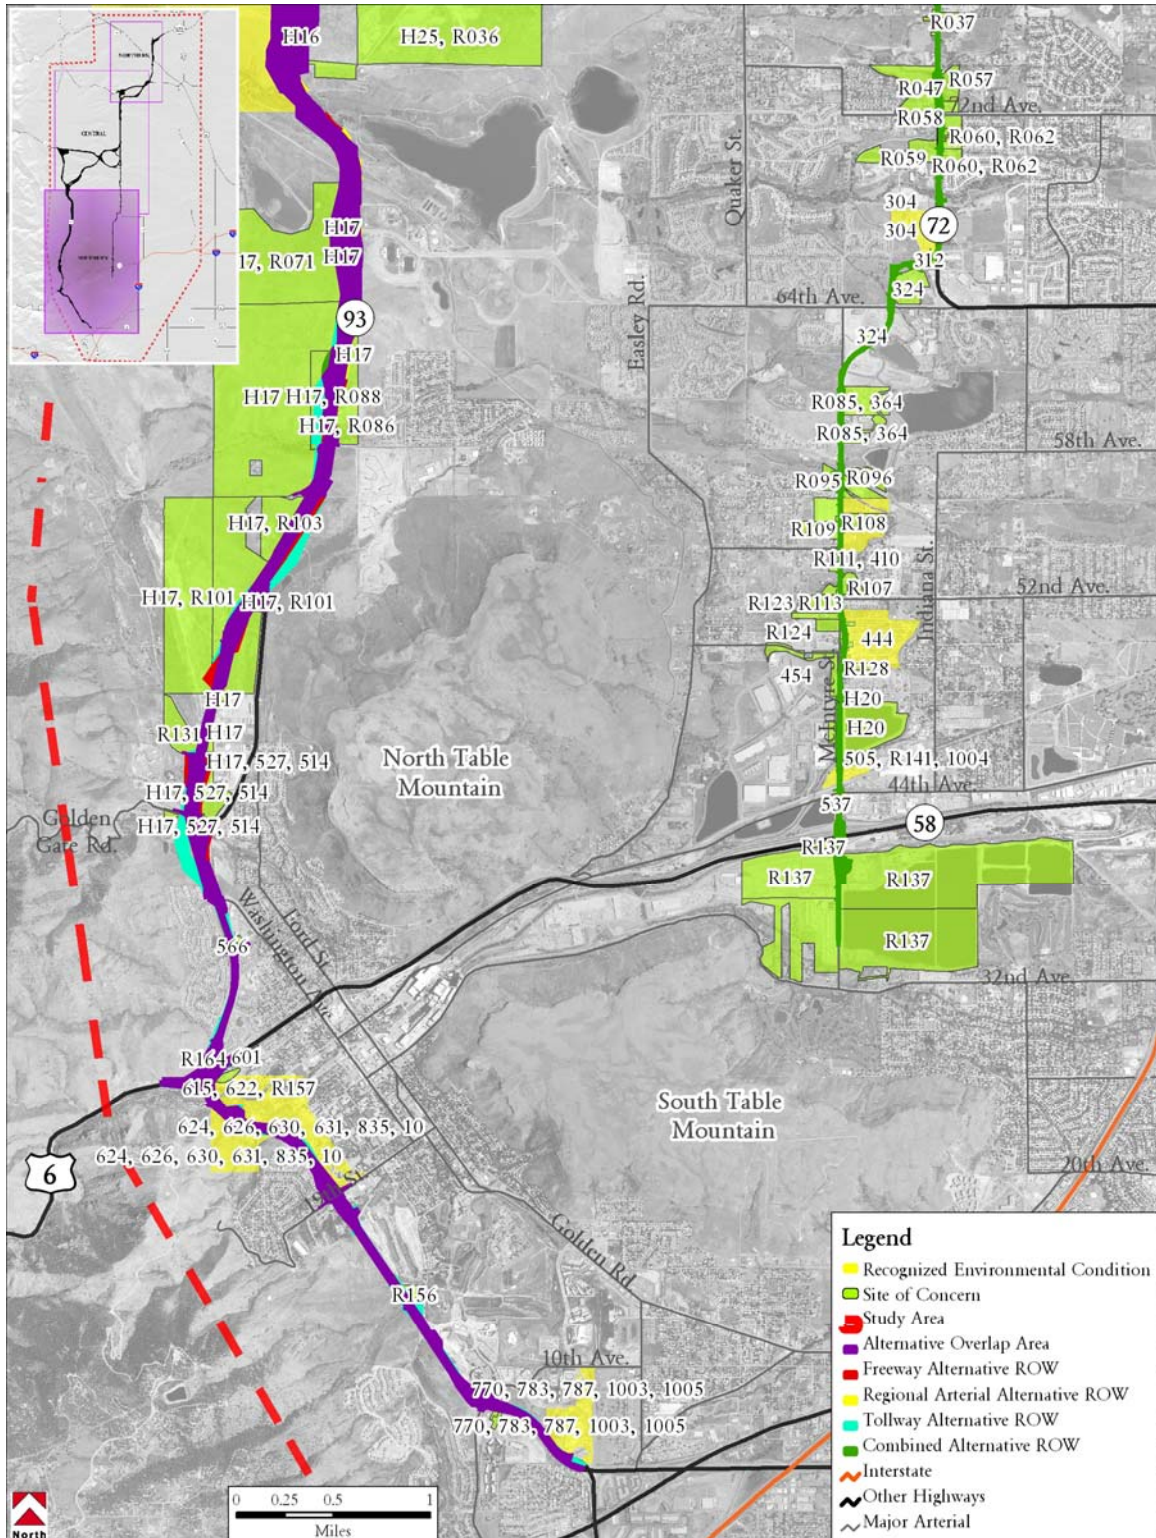 H16
H25, R036
R037
R047
R057
72nd Ave.
R058
R060, R062
R059
R060, R062
Quaker St.
304
304
72
312
324
64th Ave.
CENTRAL
H17
H17
17, R071
93
Easley Rd.
324
H17
H17
H17, R088
H17, R086
R085, 364
R085, 364
58th Ave.
R095
R096
H17, R103
R109
R108
R111, 410
Indiana St.
H17, R101
H17, R101
R107
52nd Ave.
R123
R113
R124
444
454
R128
McIntyre St.
H17
H20
R131
H17
H20
H17, 527, 514
505, R141, 1004
North Table
Mountain
H17, 527, 514
44th Ave.
537
Golden
Gate Rd.
H17, 527, 514
58
R137
R137
R137
R137
Ford St.
Washington Ave.
566
32nd Ave.
R164
601
615, 622, R157
South Table
Mountain
624, 626, 630, 631, 835, 10
624, 626, 630, 631, 835, 10
6
20th Ave.
19th St.
Golden Rd.
R156
10th Ave.
770, 783, 787, 1003, 1005
770, 783, 787, 1003, 1005
Legend
Recognized Environmental Condition
Site of Concern
Study Area
Alternative Overlap Area
Freeway Alternative ROW
Regional Arterial Alternative ROW
Tollway Alternative ROW
Combined Alternative ROW
Interstate
Other Highways
Major Arterial
North
0 0.25 0.5 1
Miles